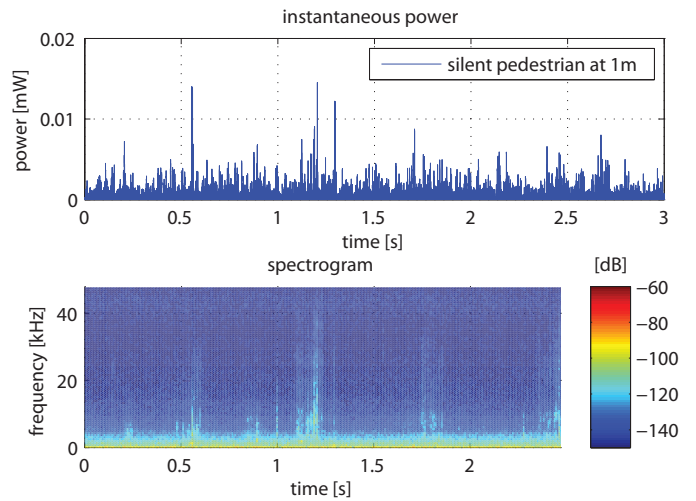 instantaneous power
0.02
0.01
0
power [mW]
silent pedestrian at 1m
0 0.5 1 1.5 2 2.5 3
time [s]
spectrogram
[dB]
40
20
0
frequency [kHz]
0 0.5 1 1.5 2
time [s]
−60
−80
−100
−120
−140